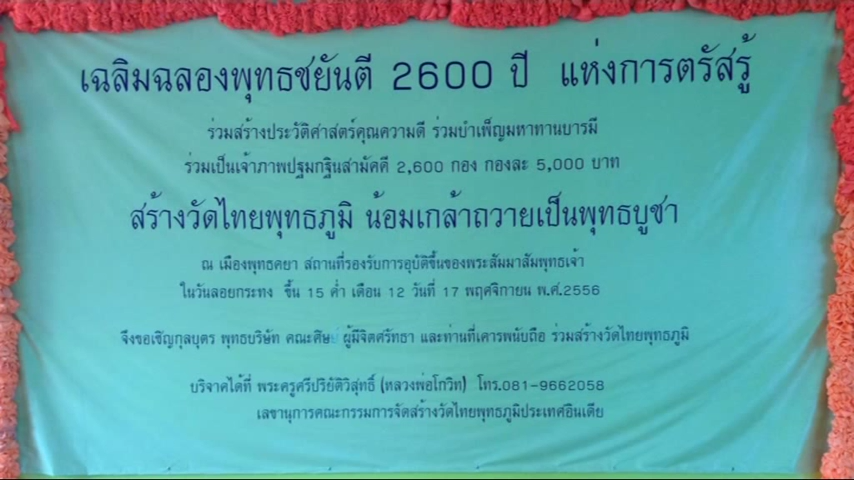 เฉลิมฉลองพุทธชยันตี 2600 ปี แห่งการตรัสรู้
ร่วมสร้างประวัติศาสตร์คุณความดี ร่วมบำเพ็ญมหาทานบารมี
ร่วมเป็นเจ้าภาพปฐมกฐินสามัคคี 2,600 กอง กองละ 5,000 บาท
สร้างวัดไทยพุทธภูมิ น้อมเกล้าถวายเป็นพุทธบูชา
ณ เมืองพุทธคยา สถานที่รองรับการอุบัติขึ้นของพระสัมมาสัมพุทธเจ้า
ในวันลอยกระทง ขึ้น 15 ค่ำ เดือน 12 วันที่ 17 พฤศจิกายน พ.ศ.2556
จึงขอเชิญกุลบุตร พุทธบริษัท คณะศิษย์ ผู้มีจิตศรัทธา และท่านที่เคารพนับถือ ร่วมสร้างวัดไทยพุทธภูมิ
บริจาคได้ที่ พระครูศรีปริยัติวิสุทธิ์ (หลวงพ่อโกวิท) โทร.081-9662058
เลขานุการคณะกรรมการจัดสร้างวัดไทยพุทธภูมิประเทศอินเดีย